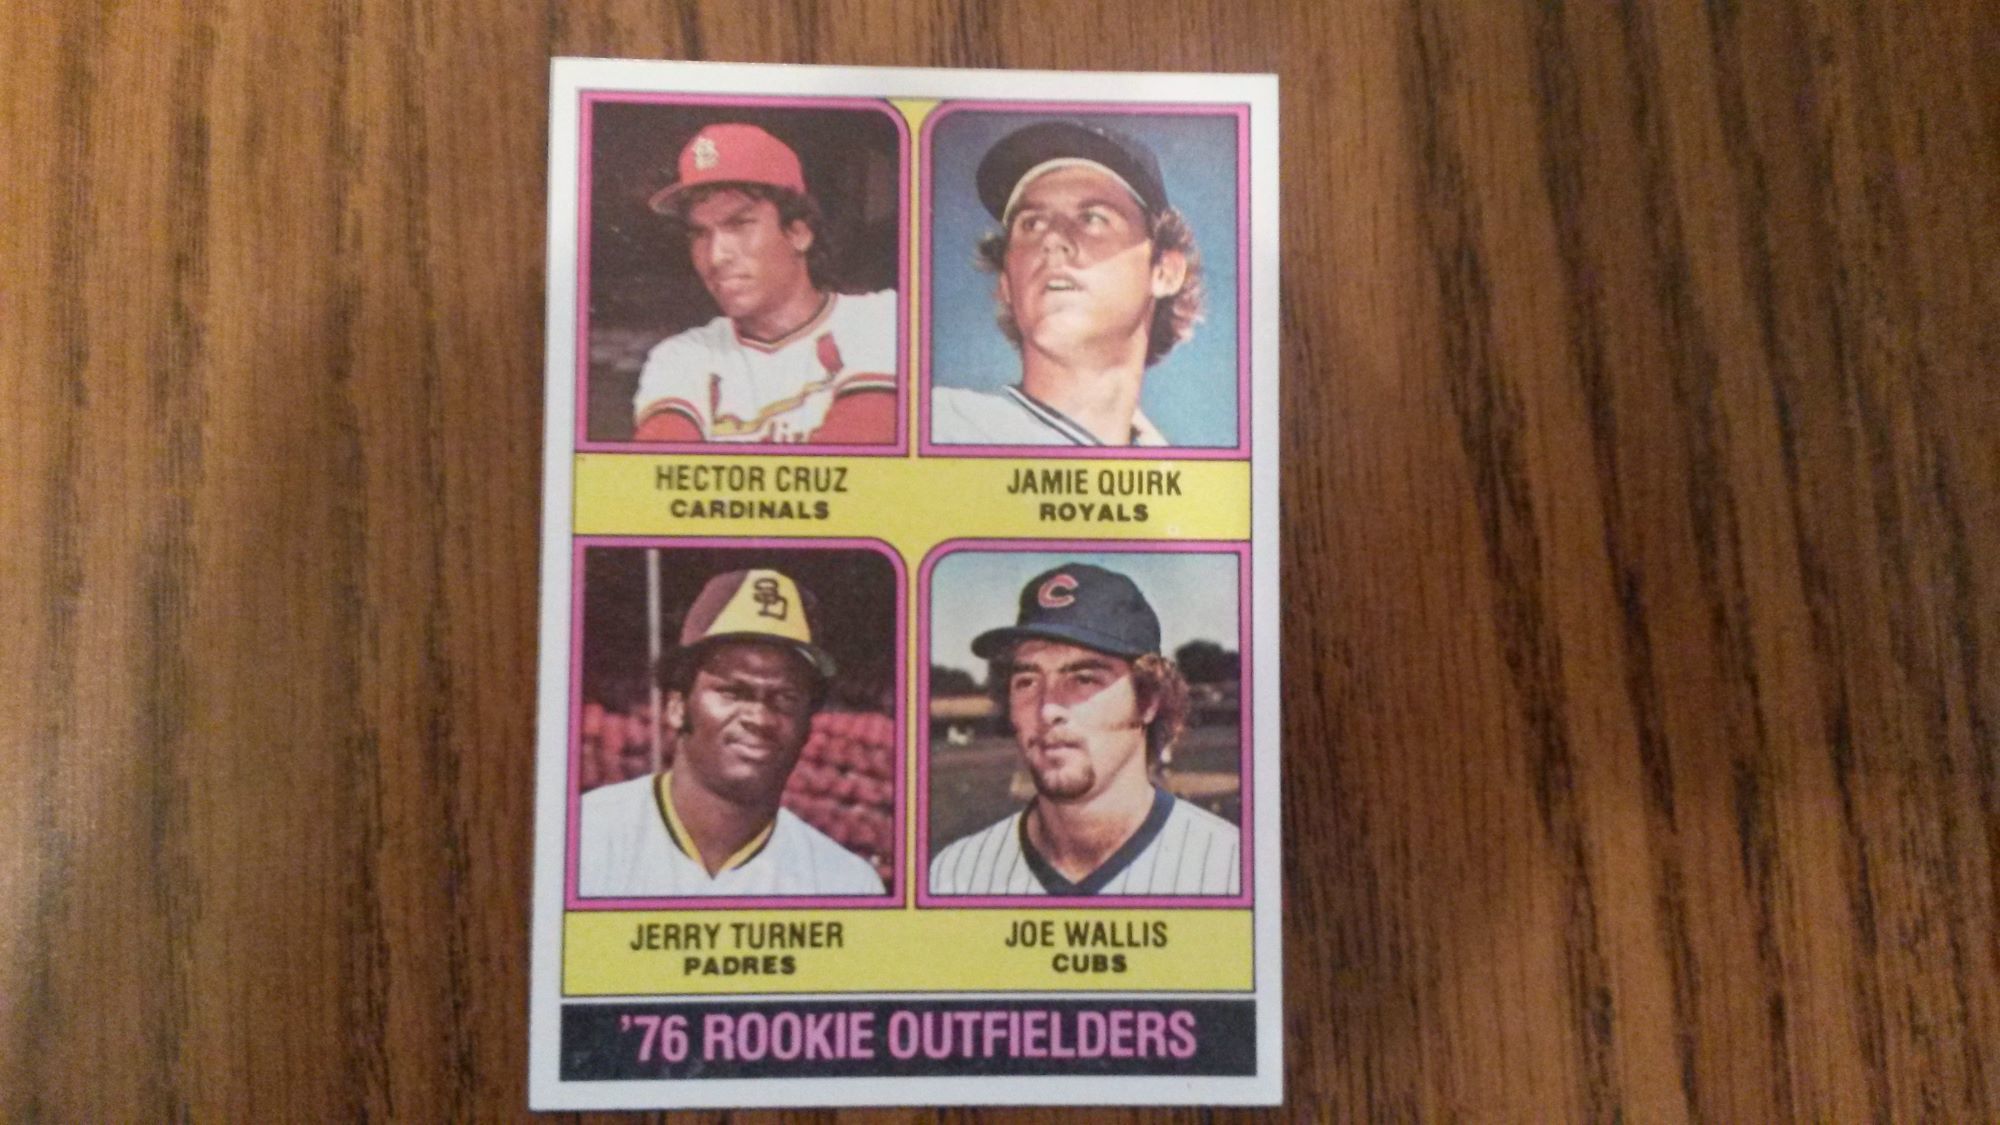 HECTOR CRUZ
CARDINALS
JAMIE QUIRK
ROYALS
JERRY TURNER
PADRES
C
JOE WALLIS
CUBS
'76 ROOKIE OUTFIELDERS